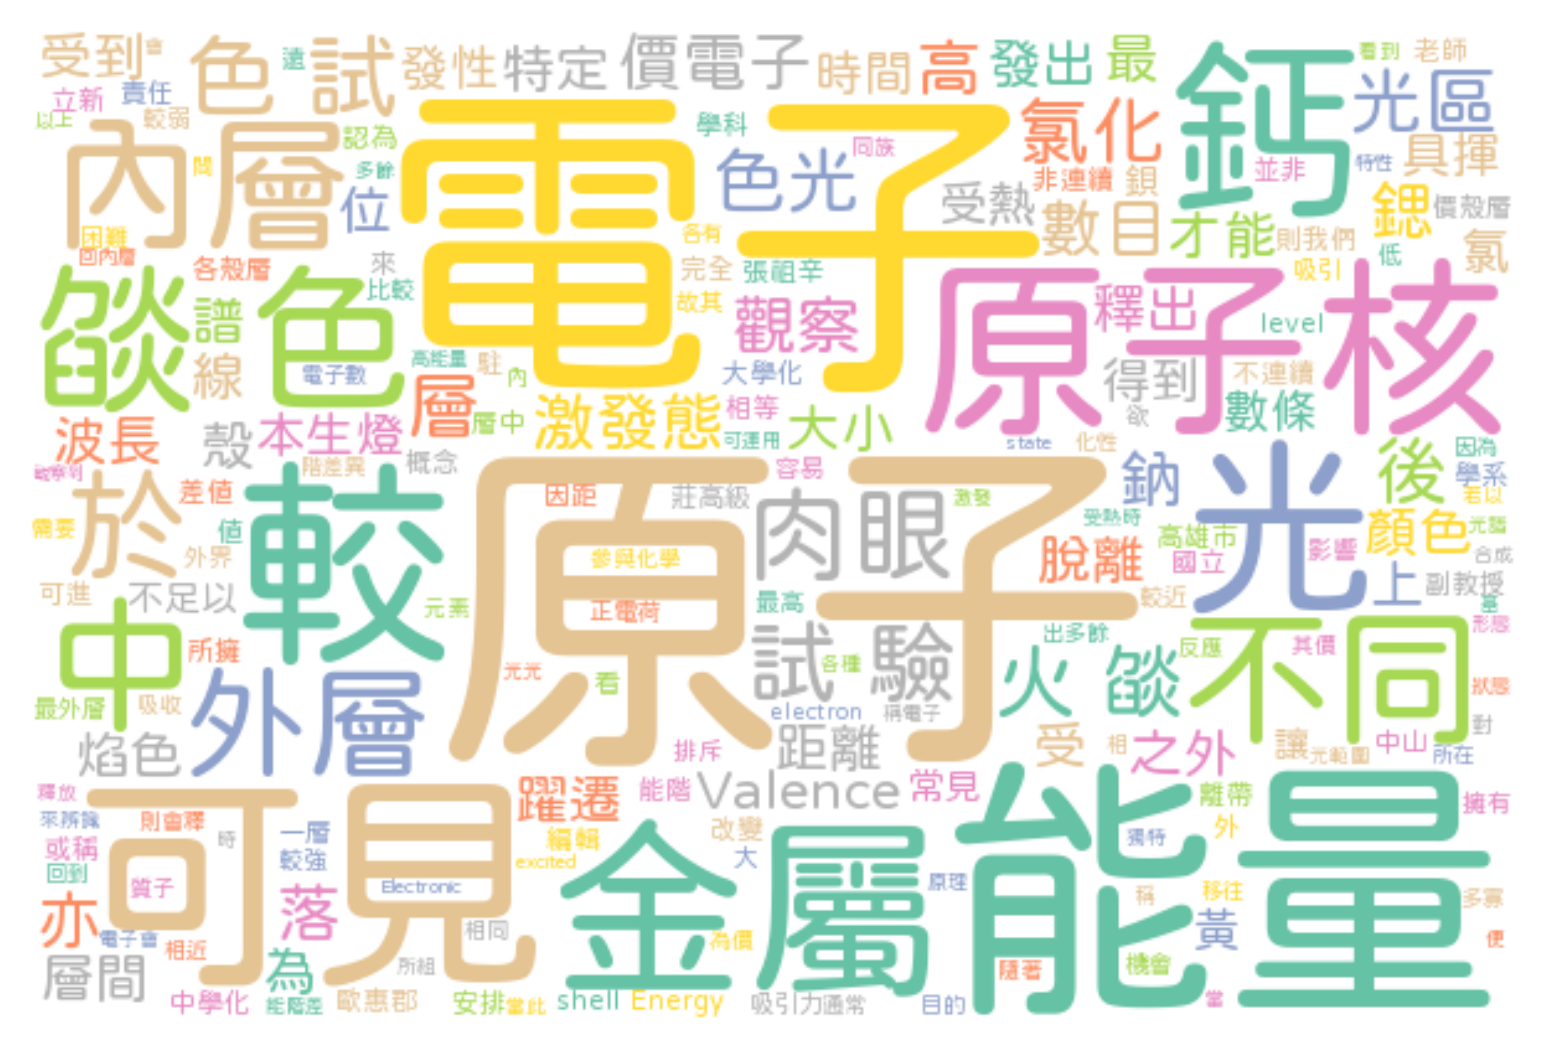 受到
會
色
遠
試
發性
特定
價電子
時間
高
發出
最
鈣
看到
老師
立新
責任
以上
較弱
認為
內層
問
多餘
位
電子
學科
同族
色光
氯化
非連續
鋇
受熱
數目
才能
並非
光區
特性
具揮
鍶
價殼層
氯
則我們
吸引
低
困難
回內層
各殼層
來
比較
各有
完全
故其
張祖辛
觀察
大學化
相等
可運用
大小
原子核
釋出
level
得到
不連續
數條
欲
state
化性
焰色
譜
線
電子數
高能量
駐
內
層
層中
激發態
波長
殼
本生燈
階差異
概念
觀察到
於
差值
值
外界
需要
可進
不足以
較
元素
原子
因距
莊高級
容易
參與化學
正電荷
最高
肉眼
激發
鈉
受熱時
脫離
較近
高雄市
國立
光
影響
後
因為
學系
若以
顏色
光譜
合成
上
副教授
基
中
所擁
最外層
吸收
焰色
外層
光元
看
各種
試驗
electron
稱電子
排斥
距離
出多餘
火燄
反應
其價
不同
形態
狀態
對
受
相
之外
讓
元範圍
中山
所在
釋放
來辨識
或稱
回到
則會釋
一層
較強
時
可見
質子
Electronic
躍遷
編輯
excited
能階
Valence
常見
改變
大
原理
金屬
能量
離帶
外
獨特
擁有
稱
移往
黃
多寡
便
機會
當
亦
電子會
相近
落
相同
所組
為價
隨著
層間
中學化
為
能階差
歐惠郡
安排
當此
shell
Energy
吸引力
通常
目的